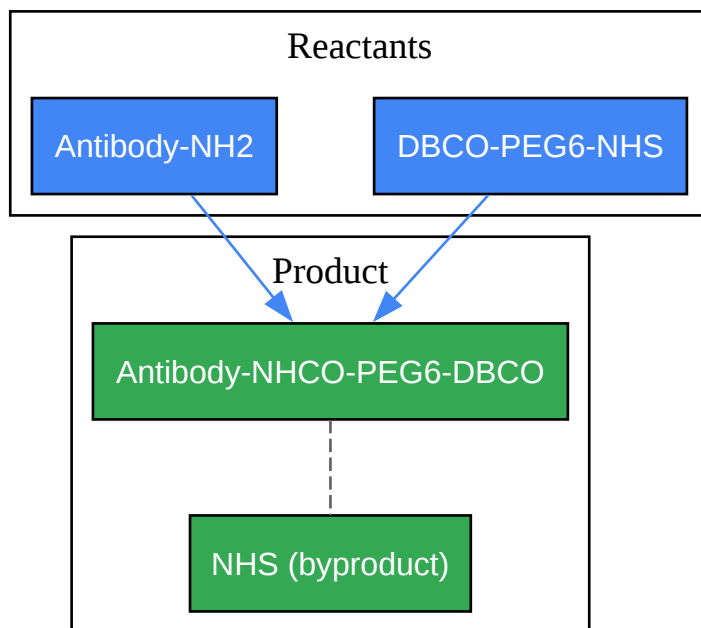 Reactants
Antibody-NH2
DBCO-PEG6-NHS
Product
Antibody-NHCO-PEG6-DBCO
NHS (byproduct)